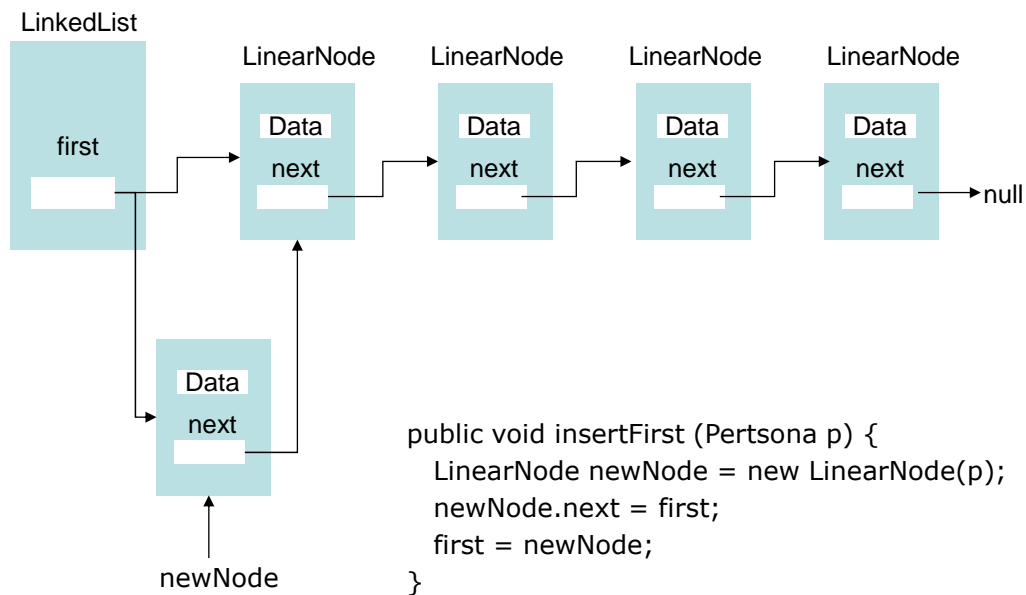 LinkedList
LinearNode LinearNode LinearNode LinearNode
first
Data Data Data Data
next next next next
null
Data
next
newNode
public void insertFirst (Pertsona p) {
LinearNode newNode = new LinearNode(p);
newNode.next = first;
first = newNode;
}